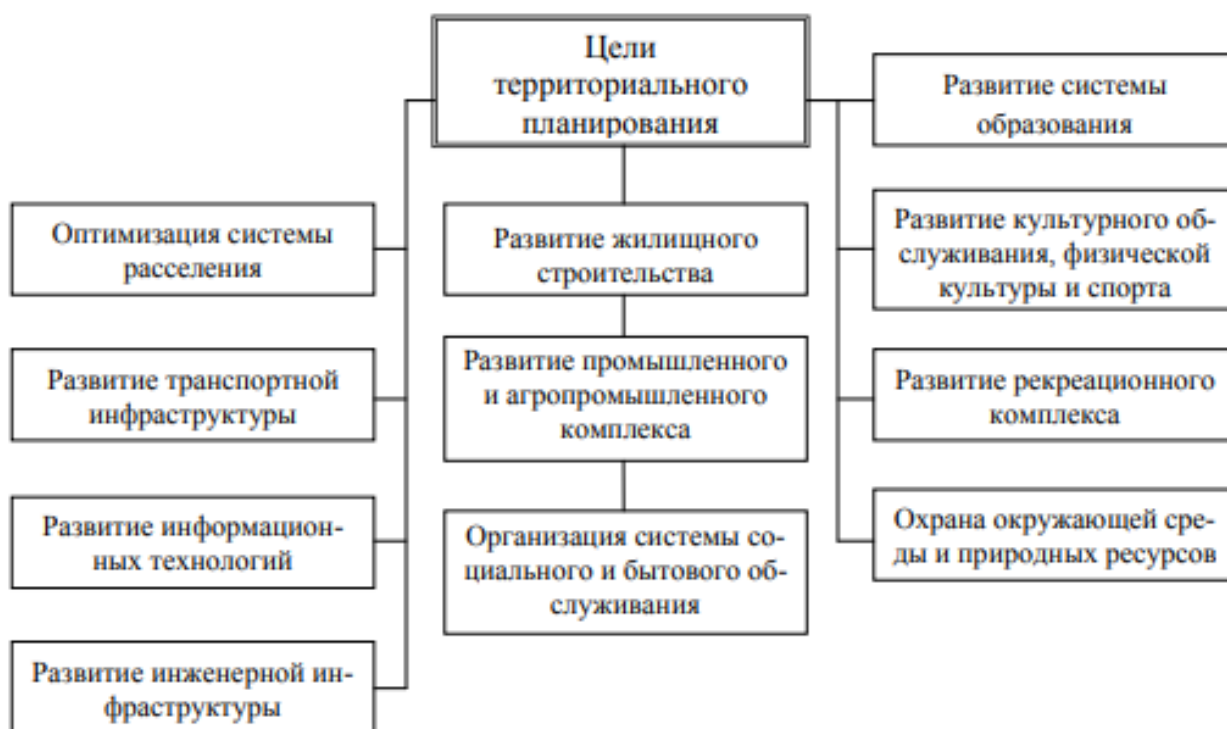 Цели
территориального
планирования
Оптимизация системы
расселения
Развитие транспортной
инфраструктуры
Развитие информацион-
ных технологий
Развитие инженерной ин-
фраструктуры
Развитие жилищного
строительства
Развитие промышленного
и агропромышленного
комплекса
Организация системы со-
циального и бытового об-
служивания
Развитие системы
образования
Развитие культурного об-
служивания, физической
культуры и спорта
Развитие рекреационного
комплекса
Охрана окружающей сре-
ды и природных ресурсов